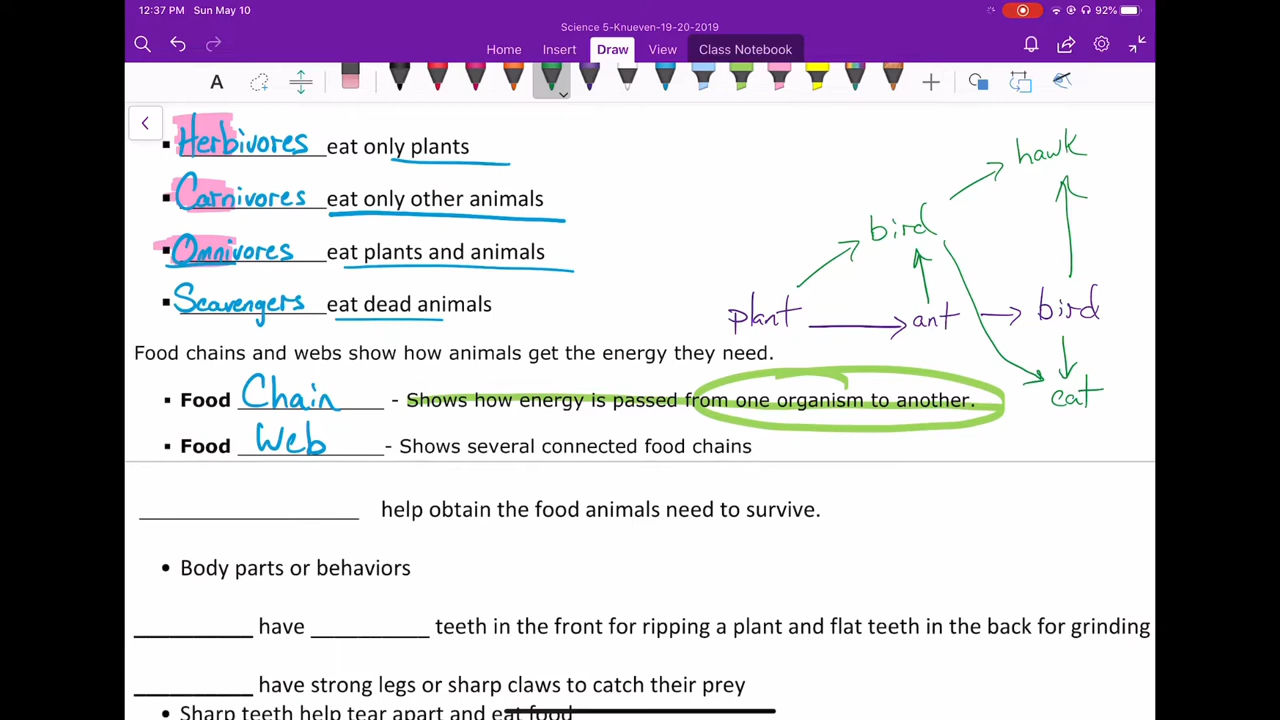 12:37 PM Sun May 10
92%
Science 5-Knueven-19-20-2019
Home Insert Draw View Class Notebook
A
▪ Herbivores eat only plants
▪ Carnivores eat only other animals
▪ Omnivores eat plants and animals
▪ Scavengers eat dead animals
hawk
bird
plant ant bird
cat
Food chains and webs show how animals get the energy they need.
▪ Food Chain - Shows how energy is passed from one organism to another.
▪ Food Web - Shows several connected food chains
____________________ help obtain the food animals need to survive.
• Body parts or behaviors
__________ have __________ teeth in the front for ripping a plant and flat teeth in the back for grinding
__________ have strong legs or sharp claws to catch their prey
• Sharp teeth help tear apart and eat food